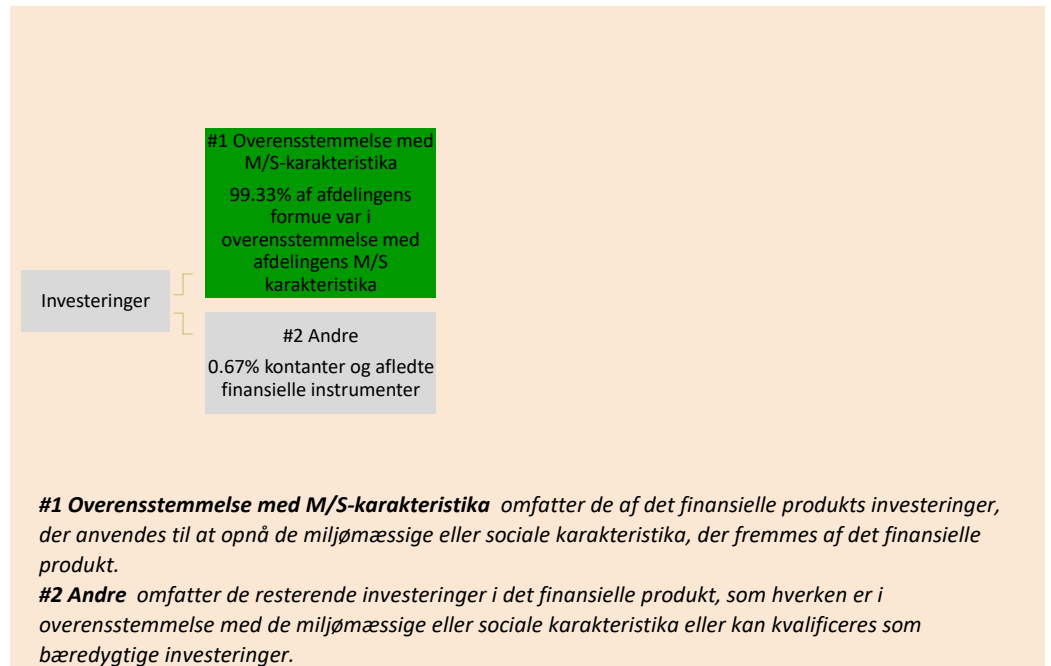 #1 Overensstemmelse med
M/S-karakteristika
99.33% af afdelingens
formue var i
overensstemmelse med
afdelingens M/S
karakteristika
Investeringer
#2 Andre
0.67% kontanter og afledte
finansielle instrumenter
#1 Overensstemmelse med M/S-karakteristika omfatter de af det finansielle produkts investeringer,
der anvendes til at opnå de miljømæssige eller sociale karakteristika, der fremmes af det finansielle
produkt.
#2 Andre omfatter de resterende investeringer i det finansielle produkt, som hverken er i
overensstemmelse med de miljømæssige eller sociale karakteristika eller kan kvalificeres som
bæredygtige investeringer.